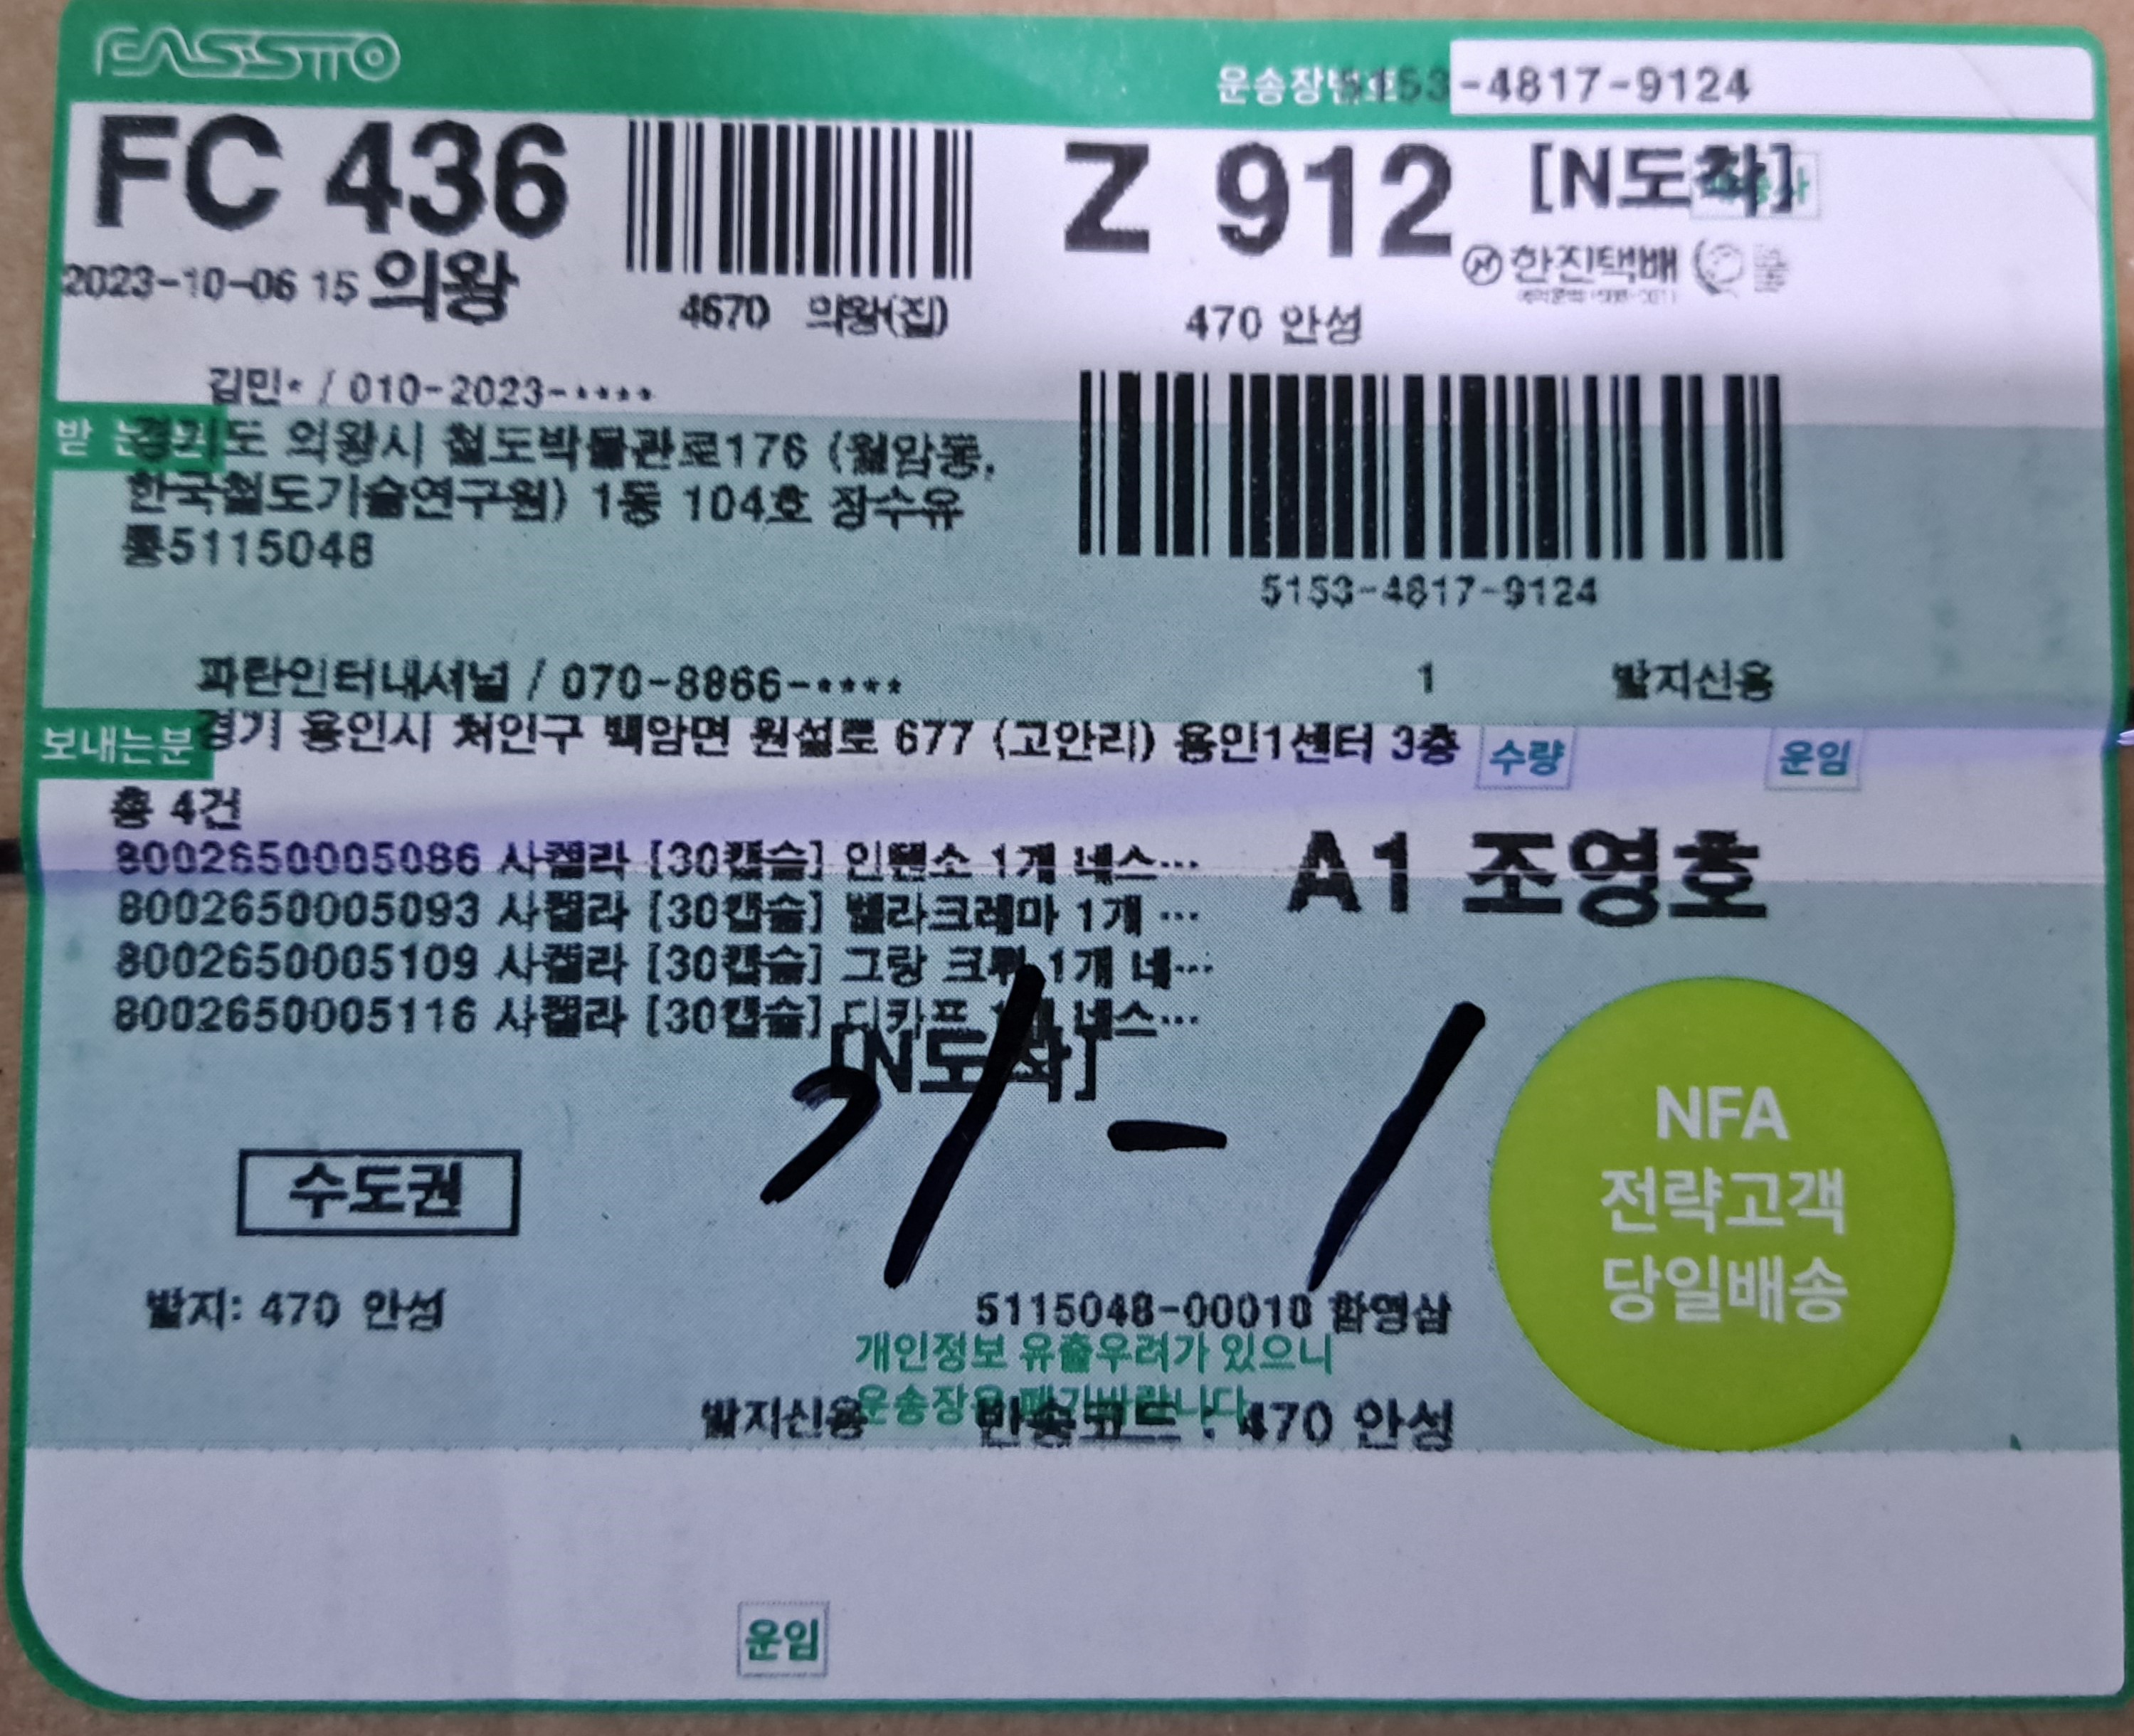 FASSTO
운송장번호 5153-4817-9124
FC 436
Z 912 [N도착]
2023-10-06 15 의왕
4670 의왕(집)
한진택배
470 안성
김민* / 010-2023-****
받는분 경기도 의왕시 철도박물관로176 (월암동,
한국철도기술연구원) 1동 104호 장수유
통5115048
5153-4817-9124
파란인터내셔널 / 070-8866-****
1 발지신용
보내는분 경기 용인시 처인구 백암면 원설로 677 (고안리) 용인1센터 3층
수량 운임
총 4건
8002650005086 사켈라 [30캡슐] 인텐소 1개 네스…
8002650005093 사켈라 [30캡슐] 벨라크레마 1개 …
8002650005109 사켈라 [30캡슐] 그랑 크뤼 1개 네…
8002650005116 사켈라 [30캡슐] 디카프 1개 네스…
A1 조영호
[N도착]
NFA
전략고객
당일배송
수도권
발지: 470 안성
5115048-00010 함영삼
개인정보 유출우려가 있으니
운송장을 폐기바랍니다
발지신용 반송코드 : 470 안성
운임